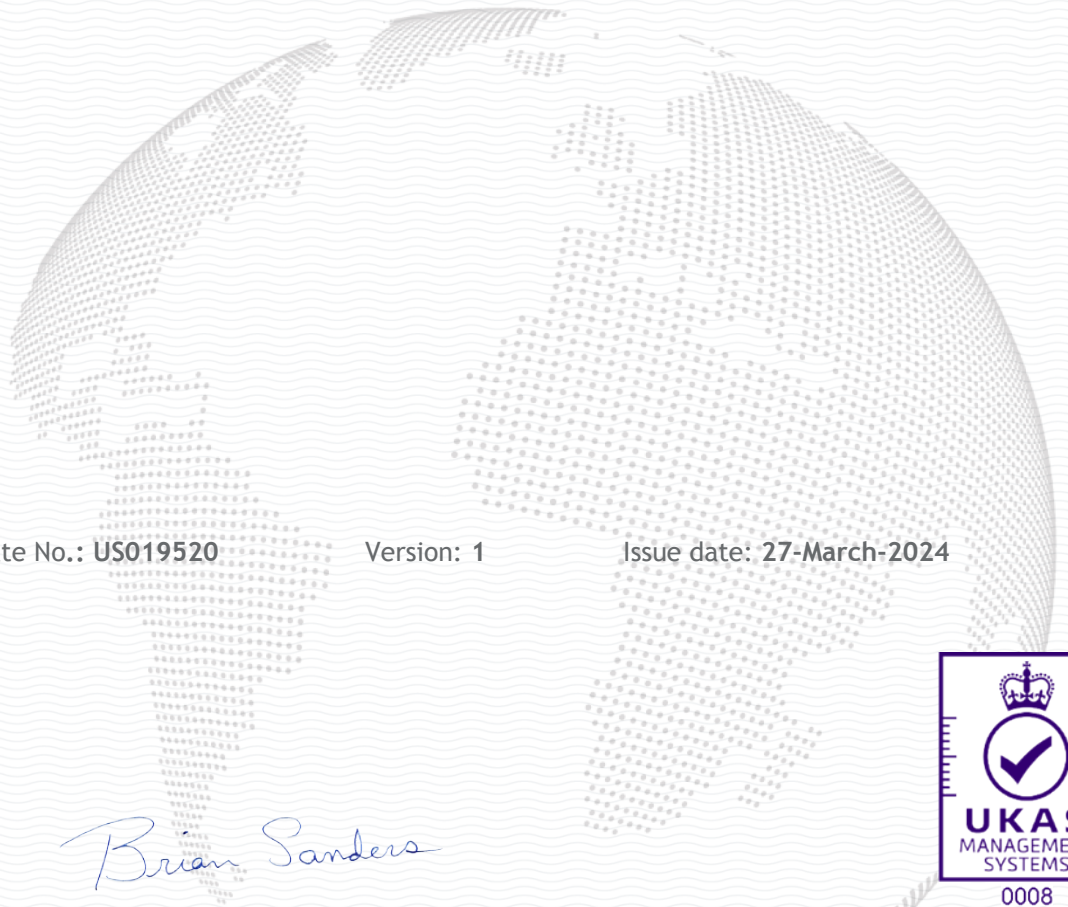 te No.: US019520 Version: 1 Issue date: 27-March-2024
Brian Sanders
UKAS
MANAGEME
SYSTEMS
0008